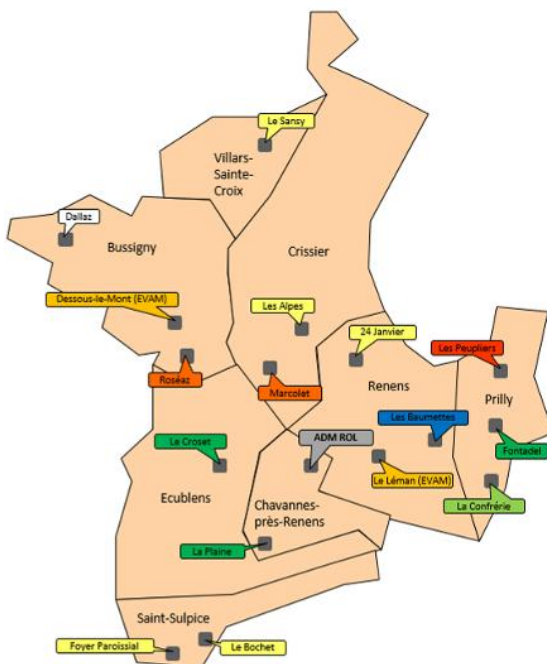 Le Sansy
Villars-
Sainte-
Croix
Dallaz
Bussigny
Crissier
Dessous-le-Mont (EVAM)
Les Alpes
24 Janvier
Les Peupliers
Roséaz
Marcolet
Renens
Prilly
Les Baumettes
Le Croset
ADM ROL
Fontadel
Le Léman (EVAM)
Ecublens
Chavannes-
près-Renens
La Confrérie
La Plaine
Saint-Sulpice
Foyer Paroissial
Le Bochet